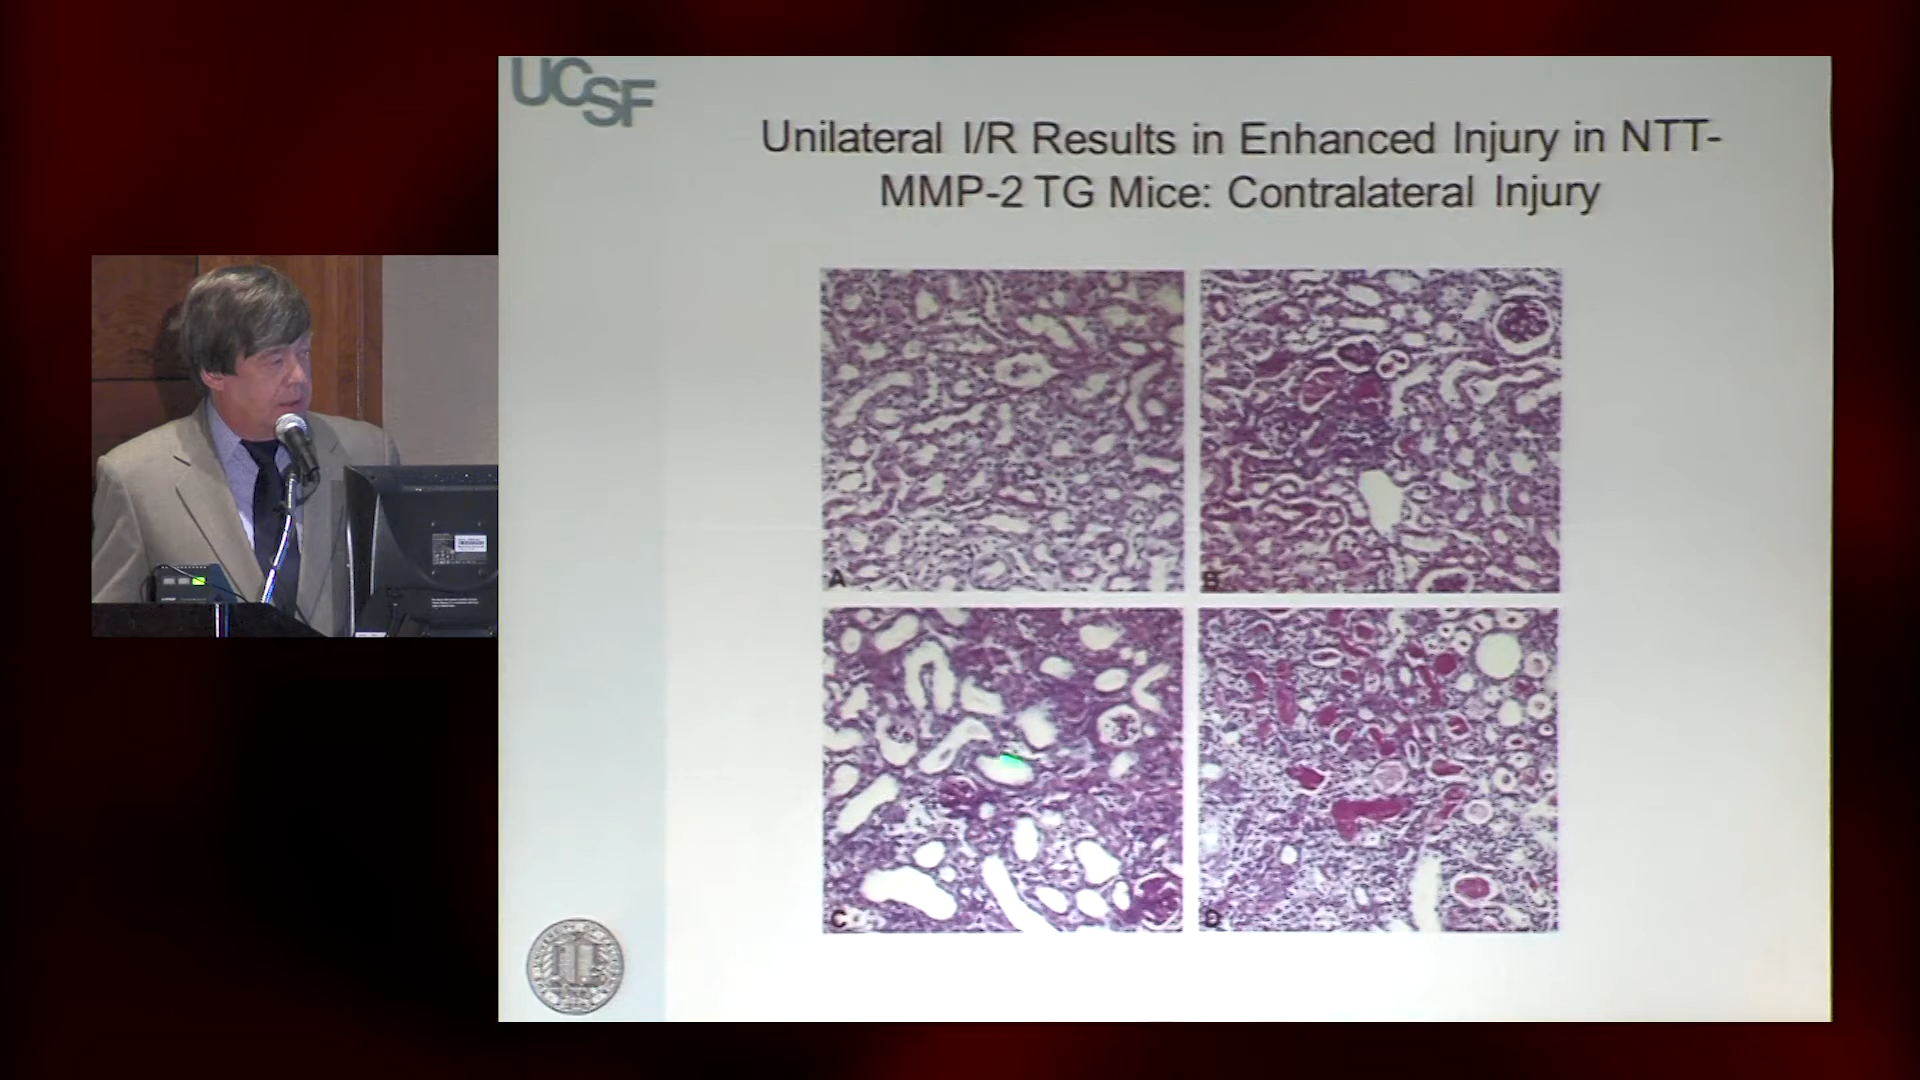 UCSF
Unilateral I/R Results in Enhanced Injury in NTT-
MMP-2 TG Mice: Contralateral Injury
A
B
C
D